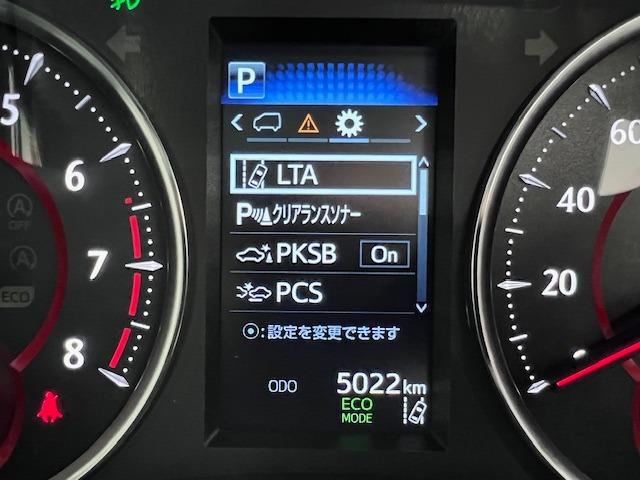 P
LTA
P クリアランスソナー
PKSB On
PCS
⦿:設定を変更できます
ODO 5022km
ECO
MODE
5
6
7
8
A
OFF
A
ECO
60
40
20